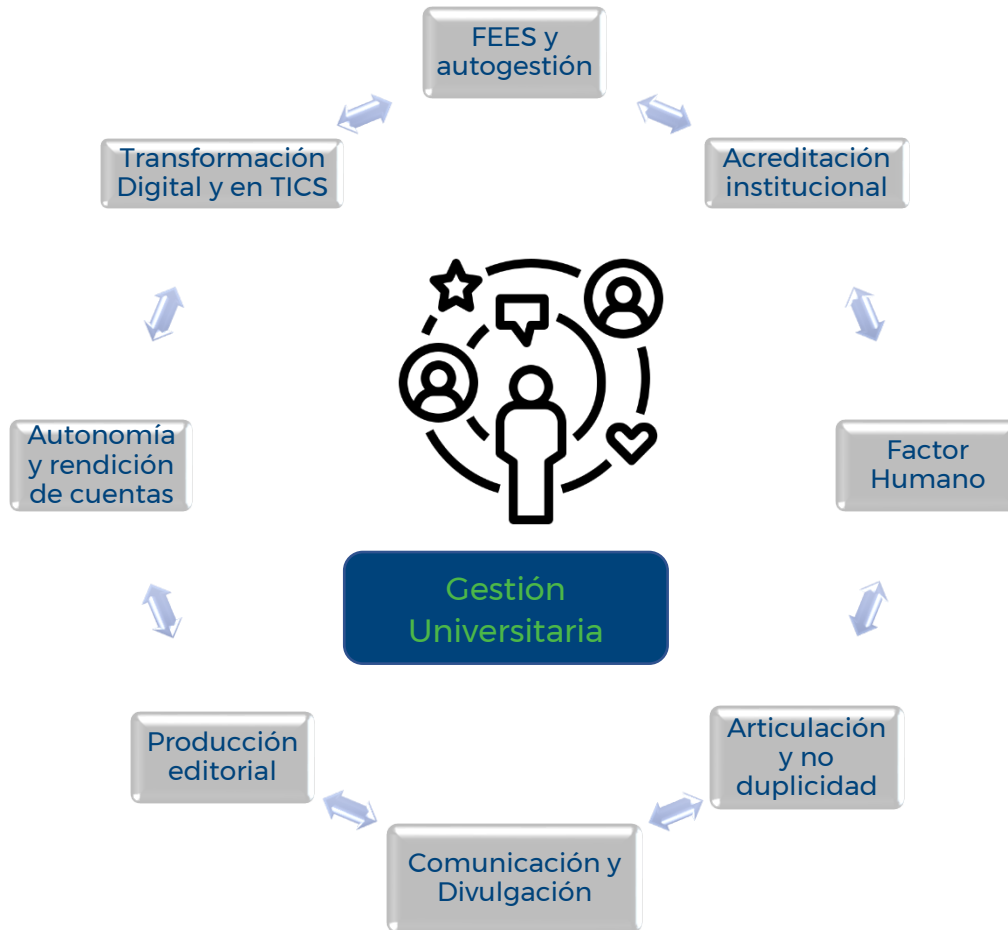 FEES y
autogestión
Transformación
Digital y en TICS
Acreditación
institucional
Autonomía
y rendición
de cuentas
Factor
Humano
Gestión
Universitaria
Producción
editorial
Articulación
y no
duplicidad
Comunicación y
Divulgación